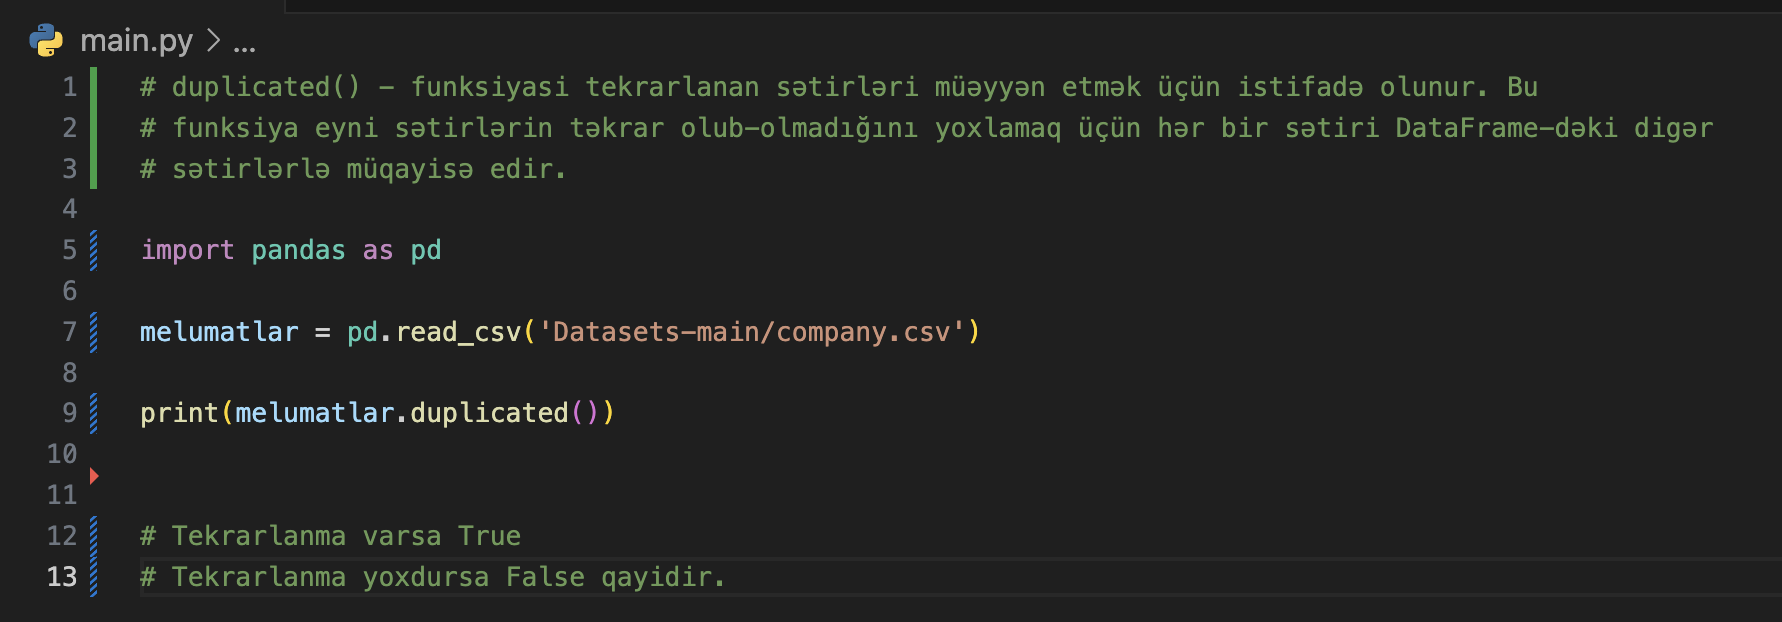 main.py > ...
1 # duplicated() - funksiyasi tekrarlanan sətirləri müəyyən etmək üçün istifadə olunur. Bu
2 # funksiya eyni sətirlərin təkrar olub-olmadığını yoxlamaq üçün hər bir sətiri DataFrame-dəki digər
3 # sətirlərlə müqayisə edir.
4
5 import pandas as pd
6
7 melumatlar = pd.read_csv('Datasets-main/company.csv')
8
9 print(melumatlar.duplicated())
10
11
12 # Tekrarlanma varsa True
13 # Tekrarlanma yoxdursa False qayidir.